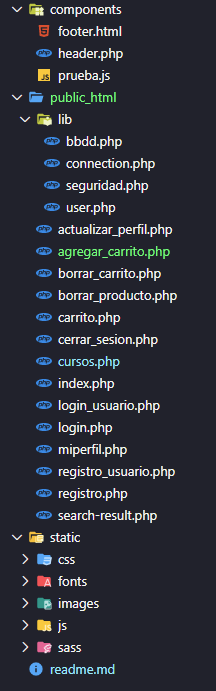 components
footer.html
header.php
prueba.js
public_html
lib
bbdd.php
connection.php
seguridad.php
user.php
actualizar_perfil.php
agregar_carrito.php
borrar_carrito.php
borrar_producto.php
carrito.php
cerrar_sesion.php
cursos.php
index.php
login_usuario.php
login.php
miperfil.php
registro_usuario.php
registro.php
search-result.php
static
css
fonts
images
js
sass
readme.md